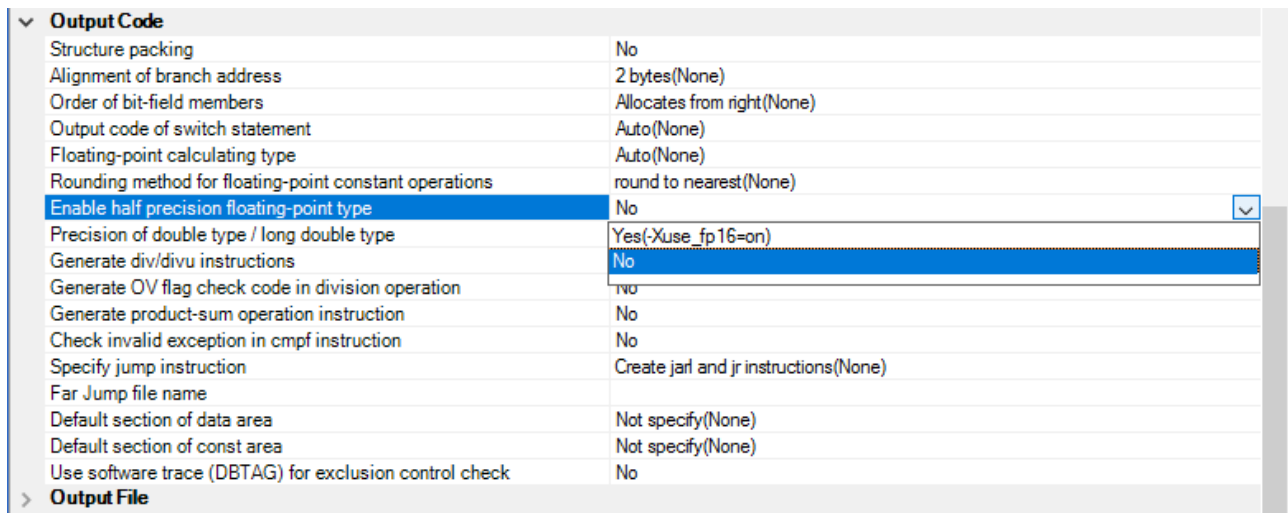 Output Code
Structure packing No
Alignment of branch address 2 bytes(None)
Order of bit-field members Allocates from right(None)
Output code of switch statement Auto(None)
Floating-point calculating type Auto(None)
Rounding method for floating-point constant operations round to nearest(None)
Enable half precision floating-point type No
Precision of double type / long double type Yes(-Xuse_fp16=on)
Generate div/divu instructions No
Generate OV flag check code in division operation No
Generate product-sum operation instruction No
Check invalid exception in cmpf instruction No
Specify jump instruction Create jarl and jr instructions(None)
Far Jump file name
Default section of data area Not specify(None)
Default section of const area Not specify(None)
Use software trace (DBTAG) for exclusion control check No
Output File